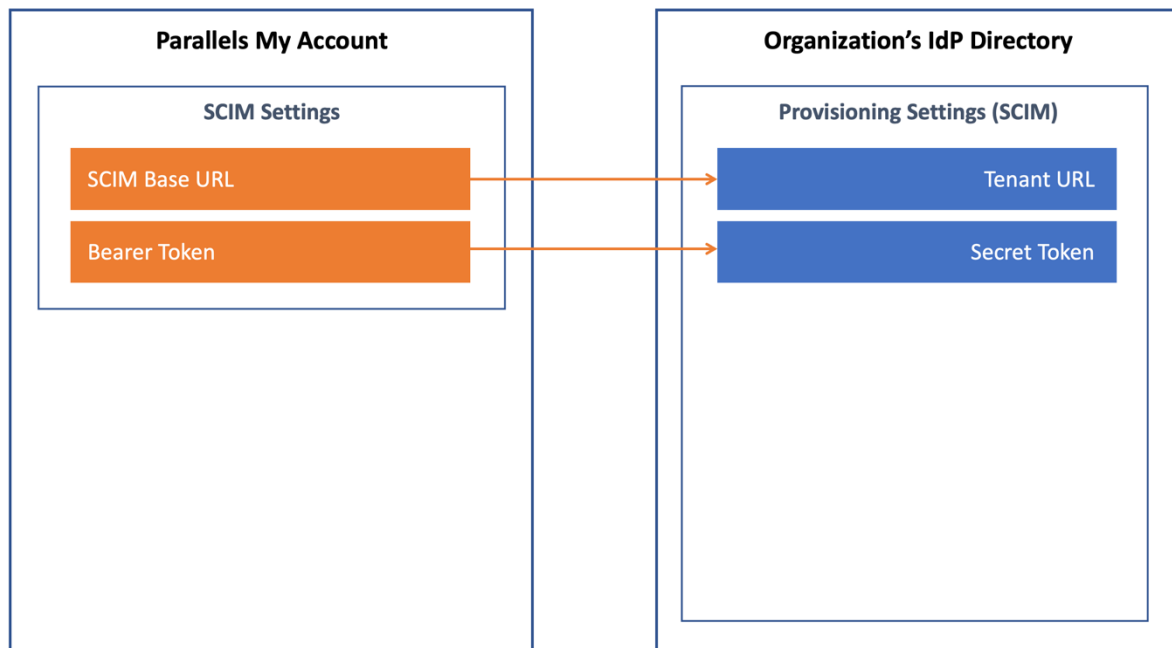 Parallels My Account
Organization’s IdP Directory
SCIM Settings
Provisioning Settings (SCIM)
SCIM Base URL
Tenant URL
Bearer Token
Secret Token